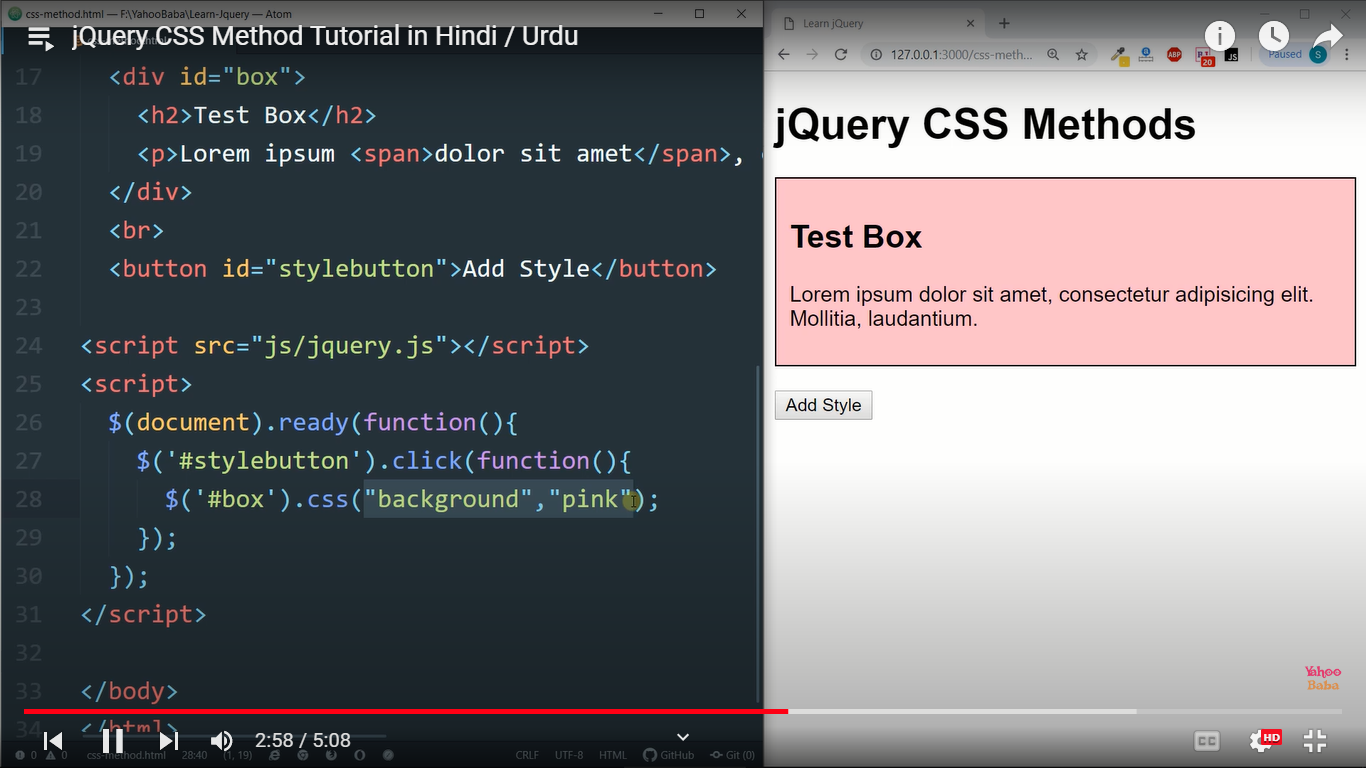 css-method.html — F:\YahooBaba\Learn-Jquery — Atom
jQuery CSS Method Tutorial in Hindi / Urdu
17 <div id="box">
18 <h2>Test Box</h2>
19 <p>Lorem ipsum <span>dolor sit amet</span>,
20 </div>
21 <br>
22 <button id="stylebutton">Add Style</button>
23
24 <script src="js/jquery.js"></script>
25 <script>
26 $(document).ready(function(){
27 $('#stylebutton').click(function(){
28 $('#box').css("background","pink");
29 });
30 });
31 </script>
32
33 </body>
34 </html>
2:58 / 5:08
0 0 css-method.html 28:40 (1, 19) CRLF UTF-8 HTML GitHub Git (0)
Learn jQuery
127.0.0.1:3000/css-meth...
ABP
20
JS
Paused
S
jQuery CSS Methods
Test Box
Lorem ipsum dolor sit amet, consectetur adipisicing elit.
Mollitia, laudantium.
Add Style
Yahoo
Baba
CC
HD